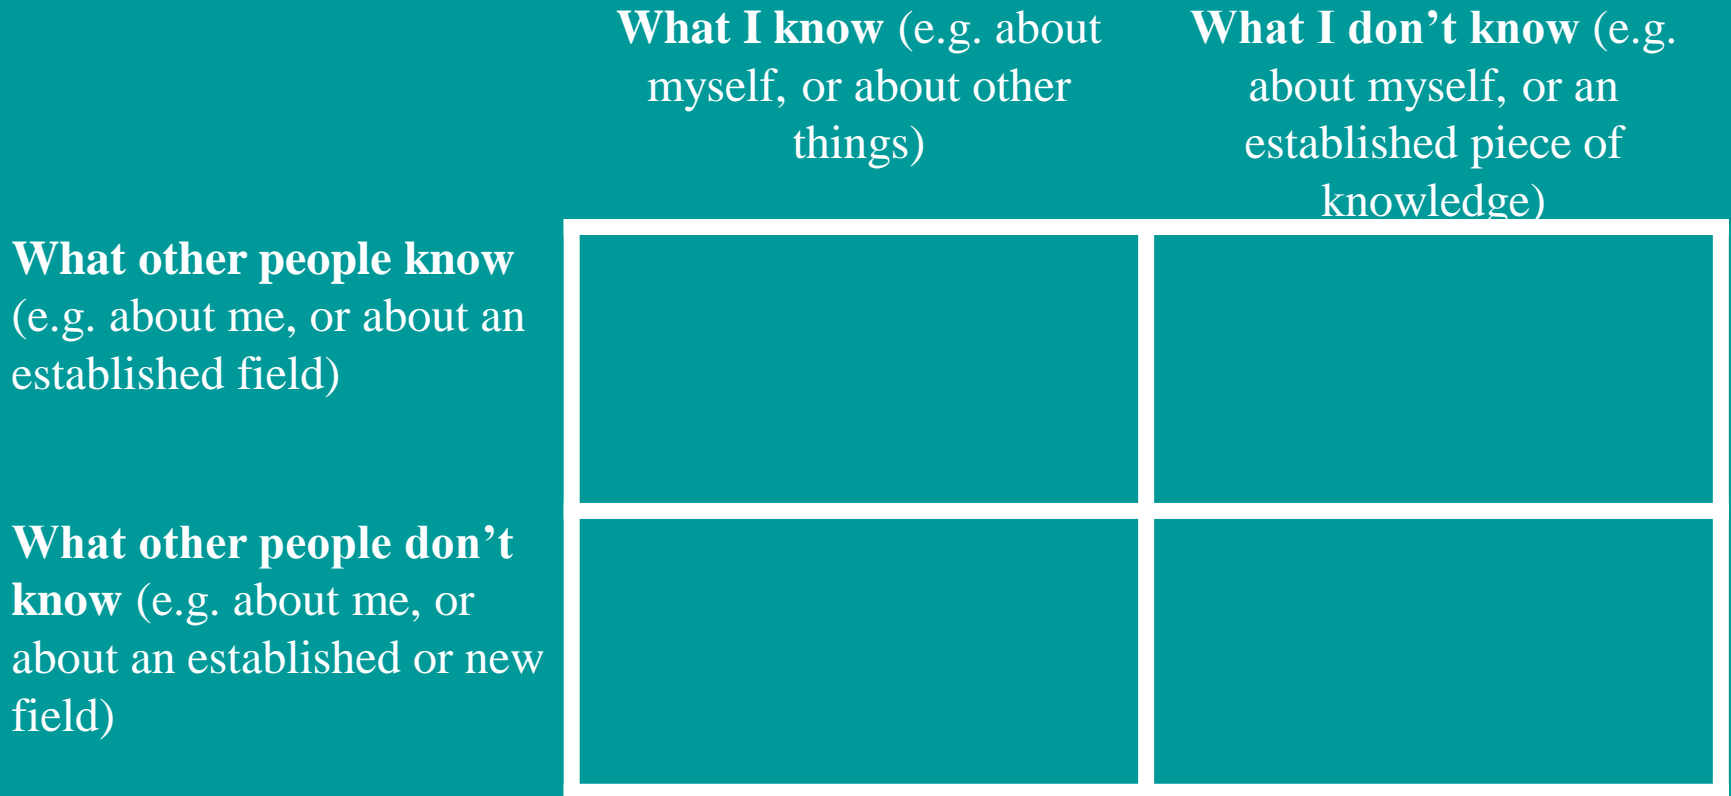 What I know (e.g. about
myself, or about other
things)
What I don’t know (e.g.
about myself, or an
established piece of
knowledge)
What other people know
(e.g. about me, or about an
established field)
What other people don’t
know (e.g. about me, or
about an established or new
field)